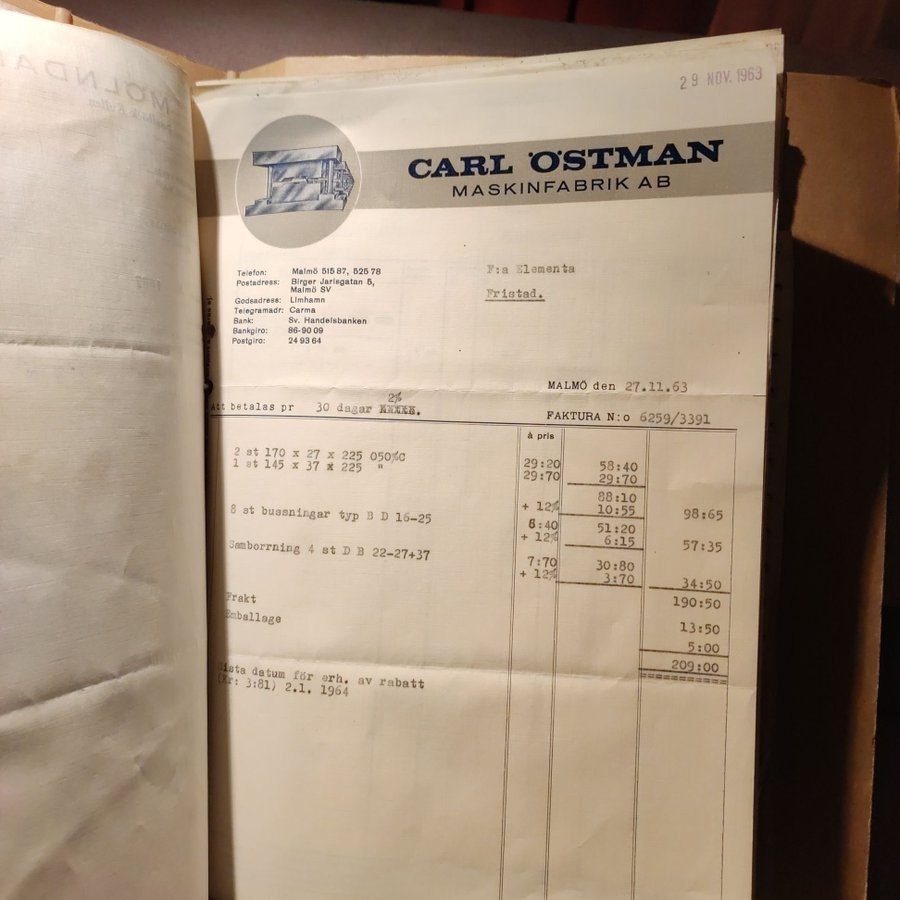 29 NOV. 1963
CARL ÖSTMAN
MASKINFABRIK AB
Telefon: Malmö 515 87, 525 78
Postadress: Birger Jarlsgatan 5,
Malmö SV
Godsadress: Limhamn
Telegramadr: Carma
Bank: Sv. Handelsbanken
Bankgiro: 86-90 09
Postgiro: 24 93 64
F:a Elementa
Fristad.
MALMÖ den 27.11.63
2%
Att betalas pr 30 dagar
FAKTURA N:o 6259/3391
à pris
2 st 170 x 27 x 225 050%C 29:20 58:40
1 st 145 x 37 x 225 " 29:70 29:70
88:10
+ 12% 10:55 98:65
8 st bussningar typ B D 16-25 6:40 51:20
+ 12% 6:15 57:35
Samborrning 4 st D B 22-27+37 7:70 30:80
+ 12% 3:70 34:50
190:50
Frakt 13:50
Emballage 5:00
209:00
Sista datum för erh. av rabatt
(Kr: 3:81) 2.1. 1964
MÖLNDAL